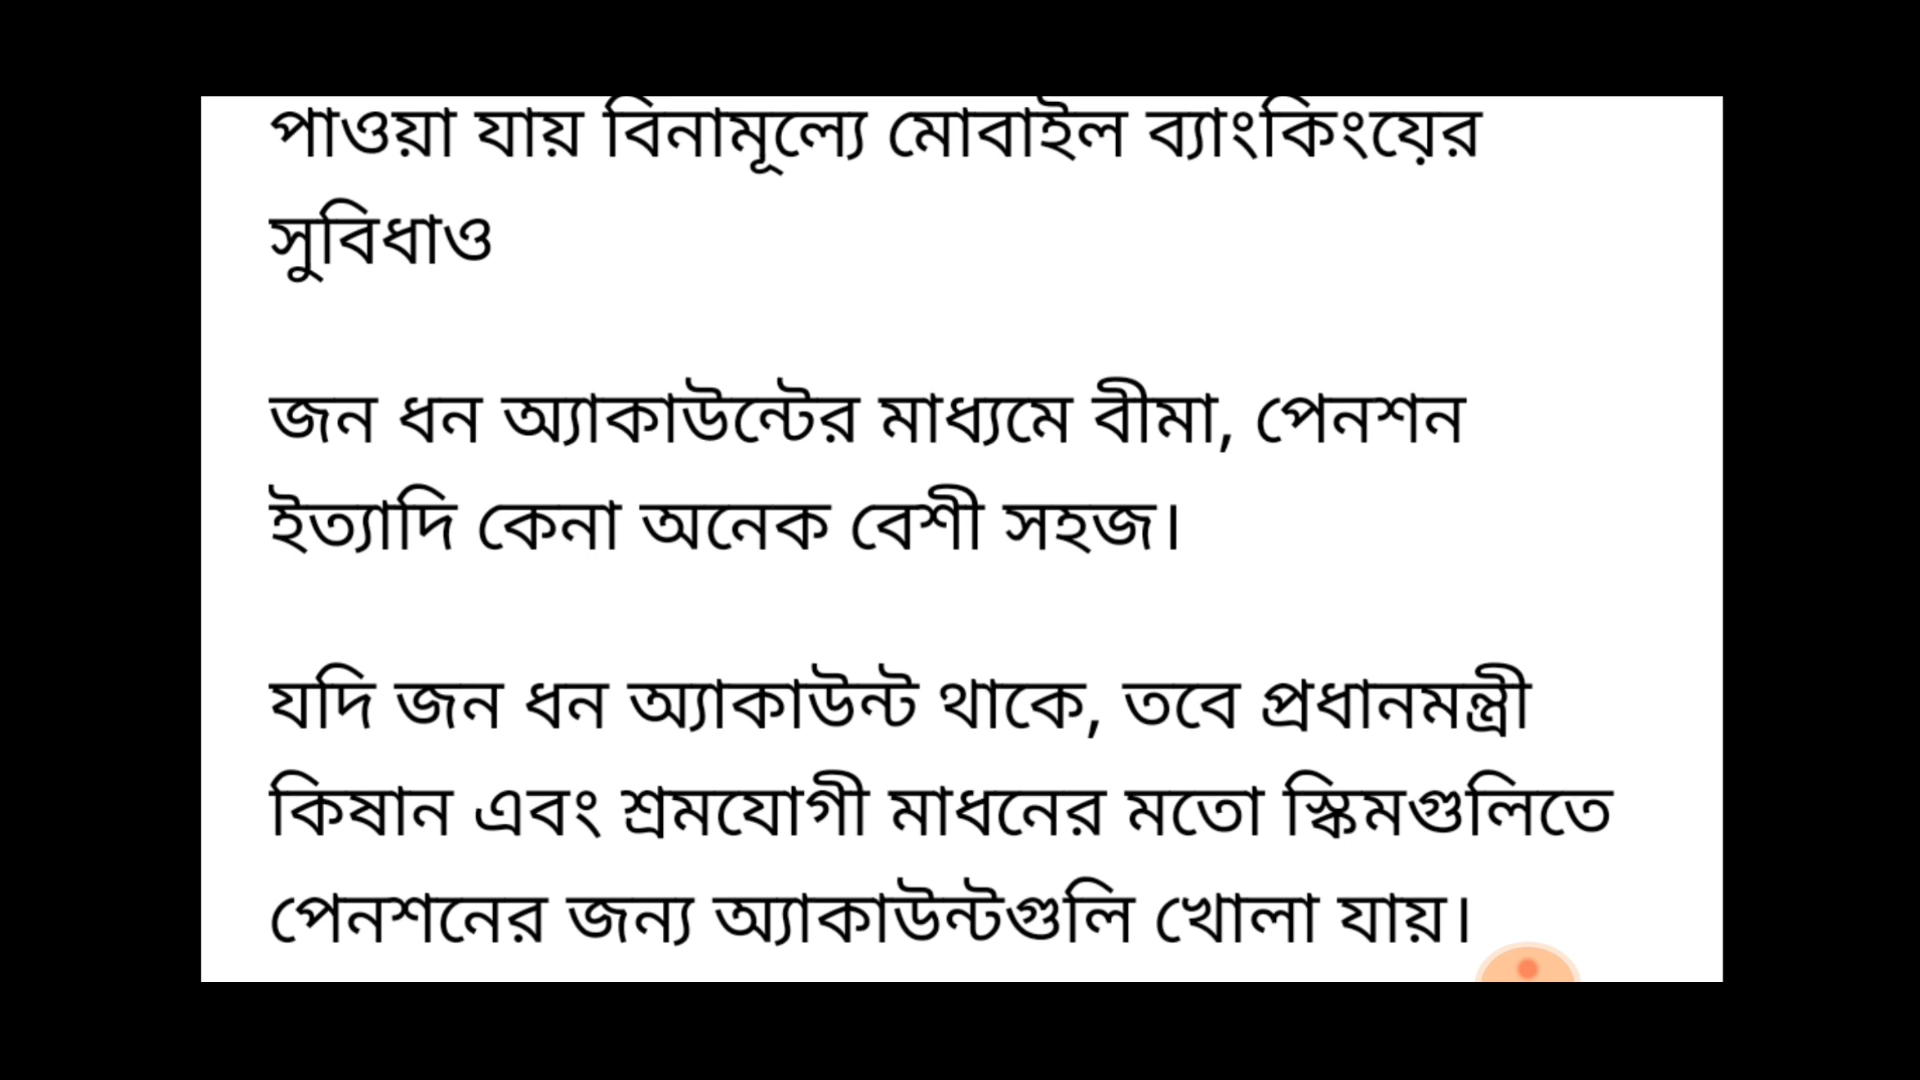 পাওয়া যায় বিনামূল্যে মোবাইল ব্যাংকিংয়ের
সুবিধাও
জন ধন অ্যাকাউন্টের মাধ্যমে বীমা, পেনশন
ইত্যাদি কেনা অনেক বেশী সহজ।
যদি জন ধন অ্যাকাউন্ট থাকে, তবে প্রধানমন্ত্রী
কিষান এবং শ্রমযোগী মাধনের মতো স্কিমগুলিতে
পেনশনের জন্য অ্যাকাউন্টগুলি খোলা যায়।